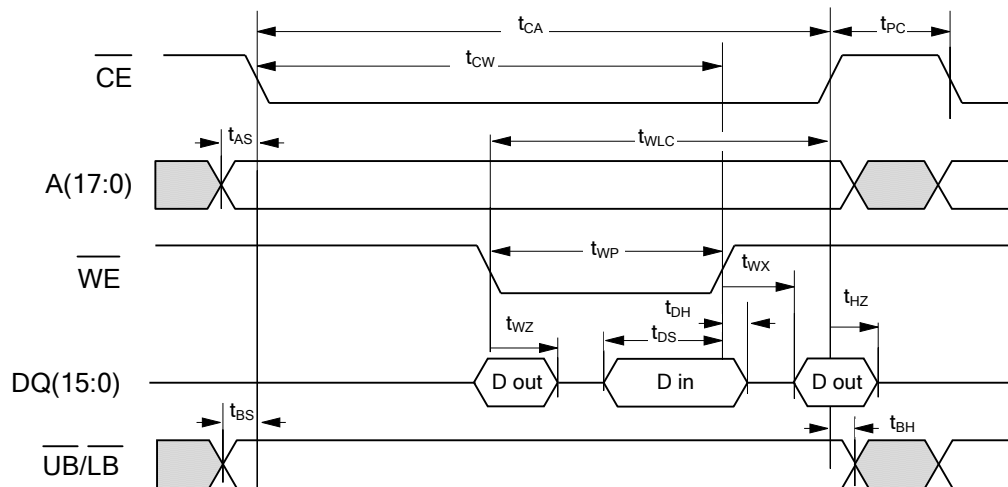 tCA
tPC
CE
tCW
tAS
tWLC
A(17:0)
WE
tWP
tWX
tDH
tHZ
tWZ
tDS
DQ(15:0)
D out
D in
D out
tBS
tBH
UB/LB